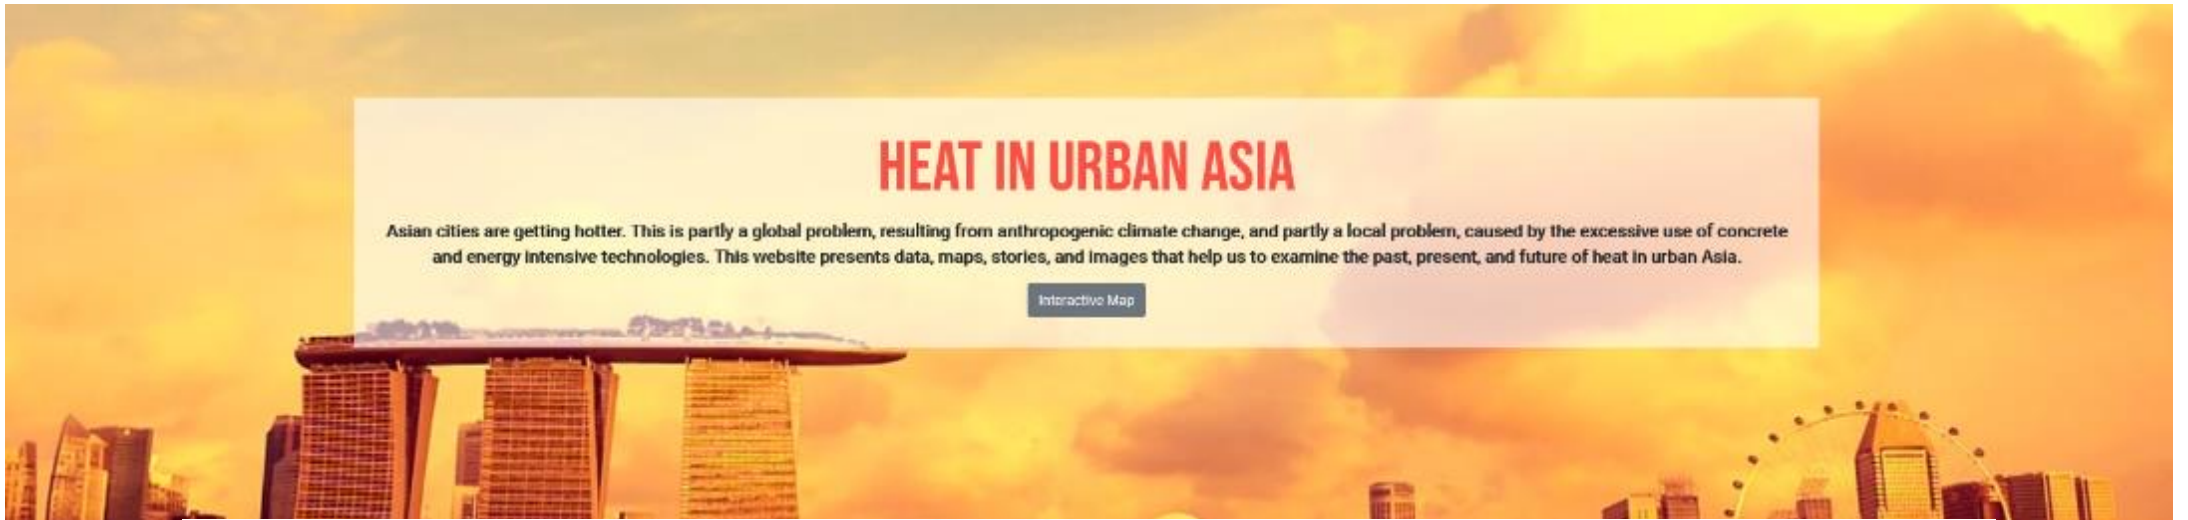 HEAT IN URBAN ASIA
Asian cities are getting hotter. This is partly a global problem, resulting from anthropogenic climate change, and partly a local problem, caused by the excessive use of concrete
and energy intensive technologies. This website presents data, maps, stories, and images that help us to examine the past, present, and future of heat in urban Asia.
Interactive Map